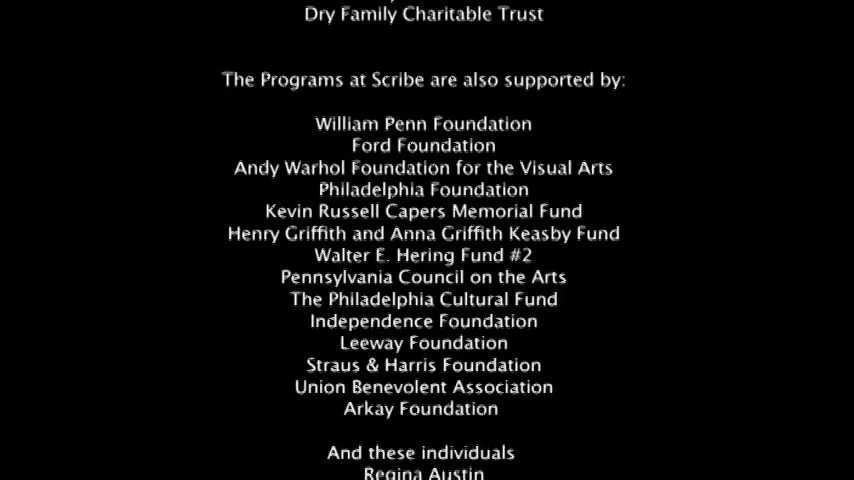 Dry Family Charitable Trust
The Programs at Scribe are also supported by:
William Penn Foundation
Ford Foundation
Andy Warhol Foundation for the Visual Arts
Philadelphia Foundation
Kevin Russell Capers Memorial Fund
Henry Griffith and Anna Griffith Keasby Fund
Walter E. Hering Fund #2
Pennsylvania Council on the Arts
The Philadelphia Cultural Fund
Independence Foundation
Leeway Foundation
Straus & Harris Foundation
Union Benevolent Association
Arkay Foundation
And these individuals
Regina Austin